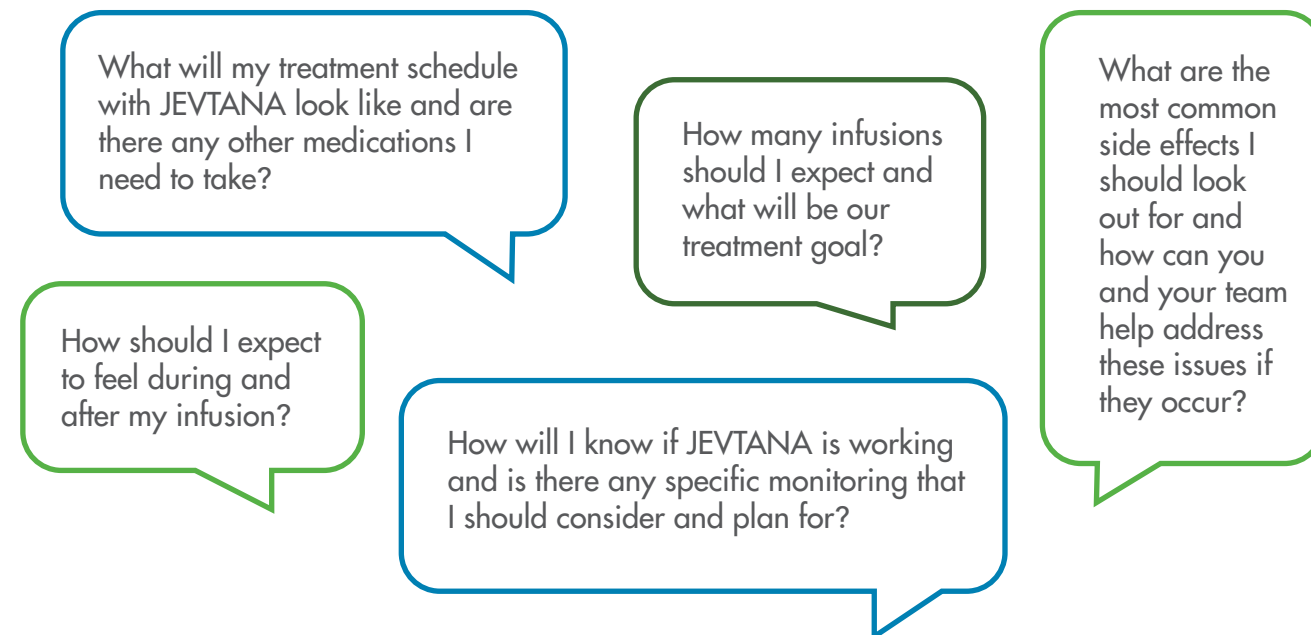 What will my treatment schedule
with JEVTANA look like and are
there any other medications I
need to take?
How many infusions
should I expect and
what will be our
treatment goal?
What are the
most common
side effects I
should look
out for and
how can you
and your team
help address
these issues if
they occur?
How should I expect
to feel during and
after my infusion?
How will I know if JEVTANA is working
and is there any specific monitoring that
I should consider and plan for?